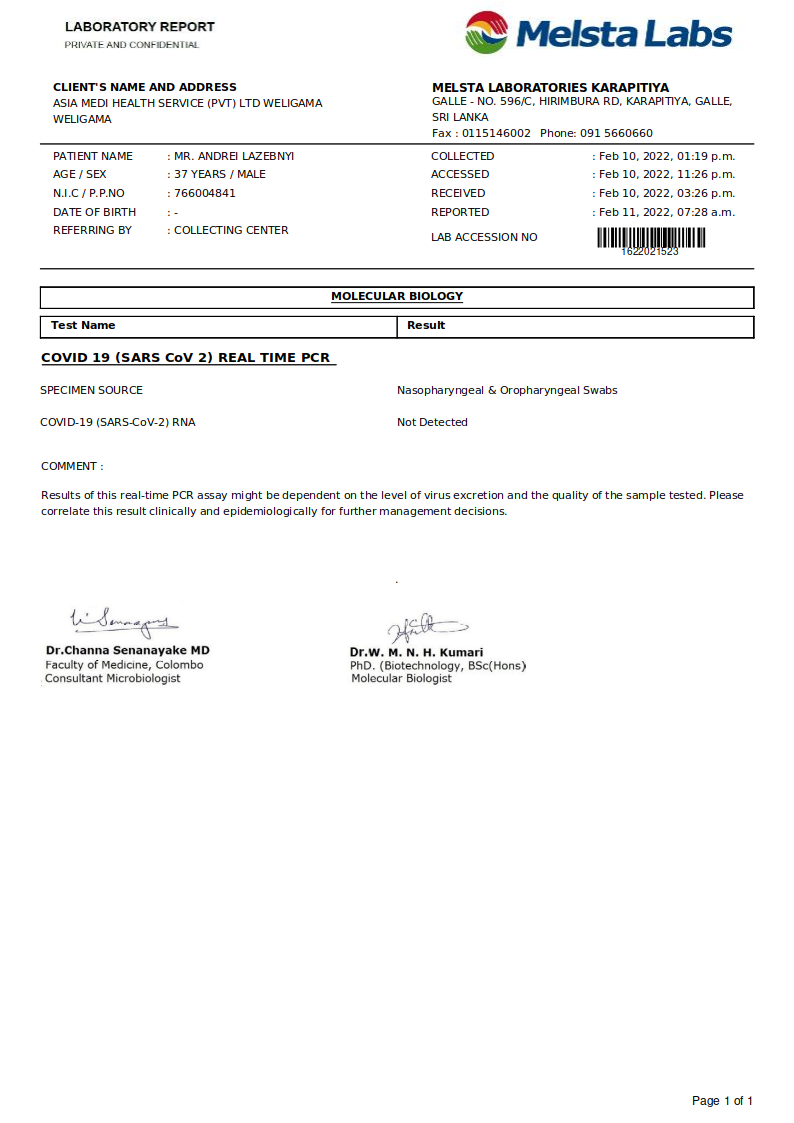 LABORATORY REPORT
PRIVATE AND CONFIDENTIAL
Melsta Labs
CLIENT'S NAME AND ADDRESS
ASIA MEDI HEALTH SERVICE (PVT) LTD WELIGAMA
WELIGAMA
MELSTA LABORATORIES KARAPITIYA
GALLE - NO. 596/C, HIRIMBURA RD, KARAPITIYA, GALLE,
SRI LANKA
Fax : 0115146002 Phone: 091 5660660
PATIENT NAME : MR. ANDREI LAZEBNYI
AGE / SEX : 37 YEARS / MALE
N.I.C / P.P.NO : 766004841
DATE OF BIRTH : -
REFERRING BY : COLLECTING CENTER
COLLECTED : Feb 10, 2022, 01:19 p.m.
ACCESSED : Feb 10, 2022, 11:26 p.m.
RECEIVED : Feb 10, 2022, 03:26 p.m.
REPORTED : Feb 11, 2022, 07:28 a.m.
LAB ACCESSION NO
1622021523
MOLECULAR BIOLOGY
Test Name Result
COVID 19 (SARS CoV 2) REAL TIME PCR
SPECIMEN SOURCE Nasopharyngeal & Oropharyngeal Swabs
COVID-19 (SARS-CoV-2) RNA Not Detected
COMMENT :
Results of this real-time PCR assay might be dependent on the level of virus excretion and the quality of the sample tested. Please
correlate this result clinically and epidemiologically for further management decisions.
Dr.Channa Senanayake MD
Faculty of Medicine, Colombo
Consultant Microbiologist
Dr.W. M. N. H. Kumari
PhD. (Biotechnology, BSc(Hons)
Molecular Biologist
Page 1 of 1